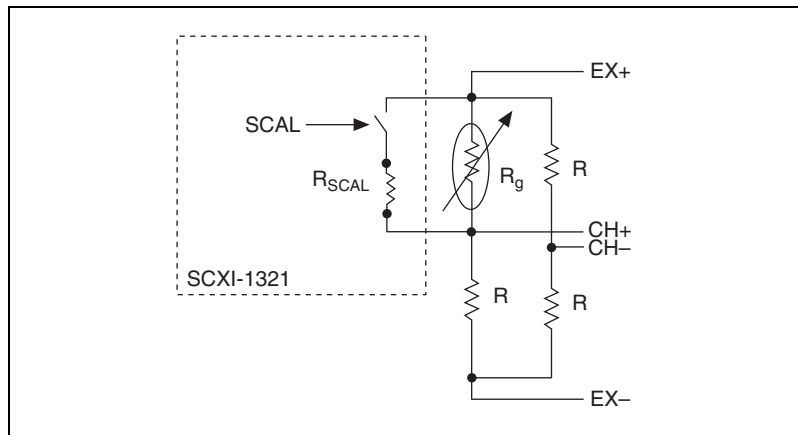 EX+
SCAL
R
R_SCAL
R_g
CH+
CH–
SCXI-1321
R
R
EX–